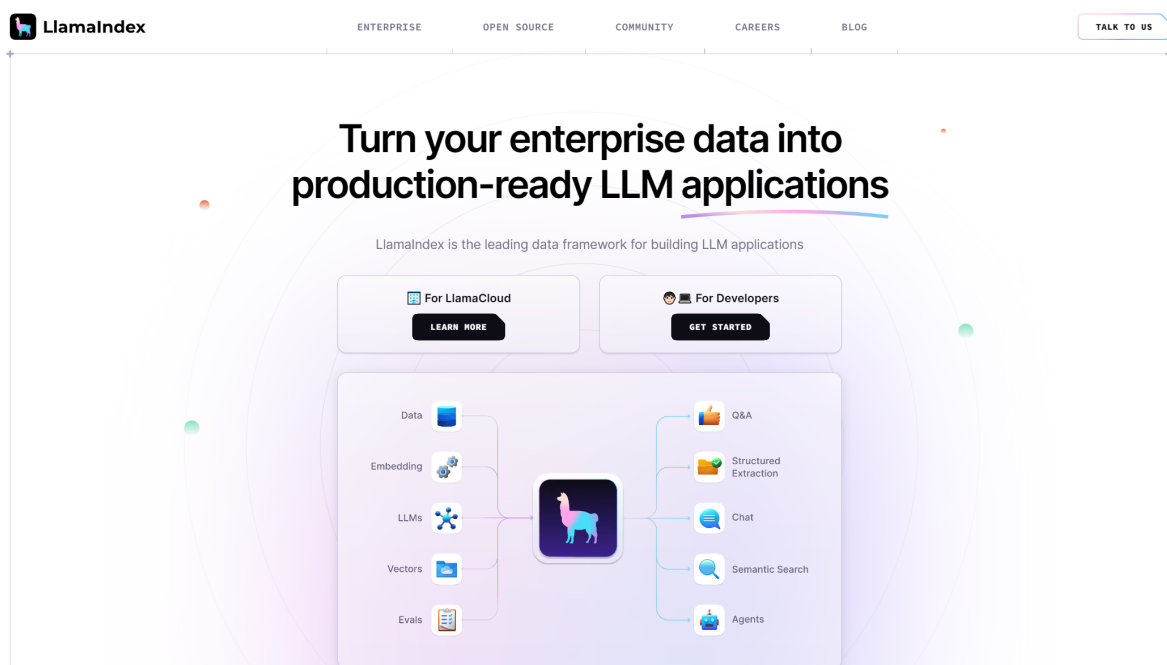 LlamaIndex
ENTERPRISE
OPEN SOURCE
COMMUNITY
CAREERS
BLOG
TALK TO US
Turn your enterprise data into
production-ready LLM applications
LlamaIndex is the leading data framework for building LLM applications
For LlamaCloud
LEARN MORE
For Developers
GET STARTED
Data
Embedding
LLMs
Vectors
Evals
Q&A
Structured
Extraction
Chat
Semantic Search
Agents